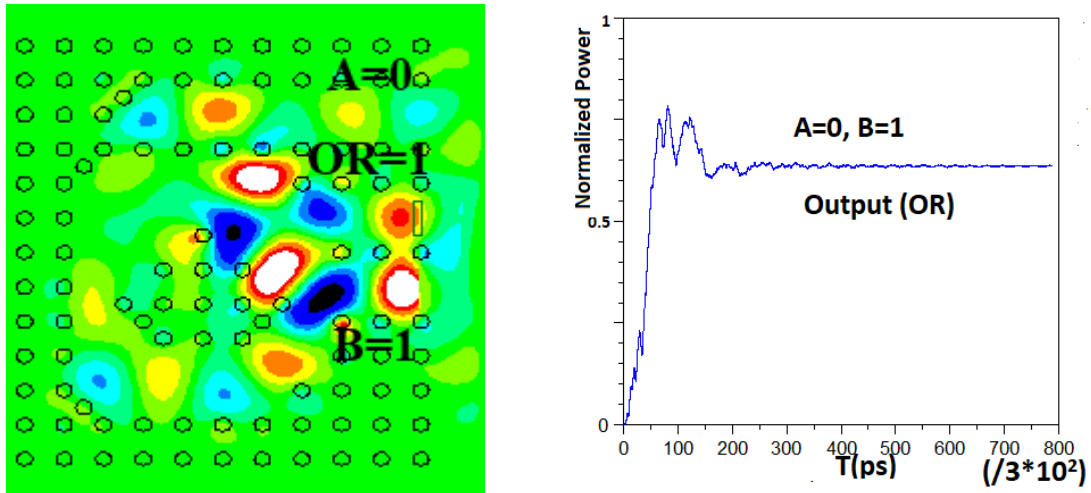 A=0
OR=1
B=1
1
Normalized Power
A=0, B=1
0.5
Output (OR)
0
0 100 200 300 400 500 600 700 800
T(ps)
(/3*10²)